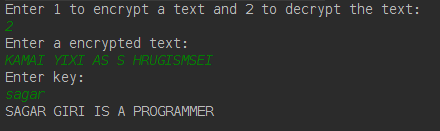 Enter 1 to encrypt a text and 2 to decrypt the text:
2
Enter a encrypted text:
KAMAI YIXI AS S HRUGISMSEI
Enter key:
sagar
SAGAR GIRI IS A PROGRAMMER